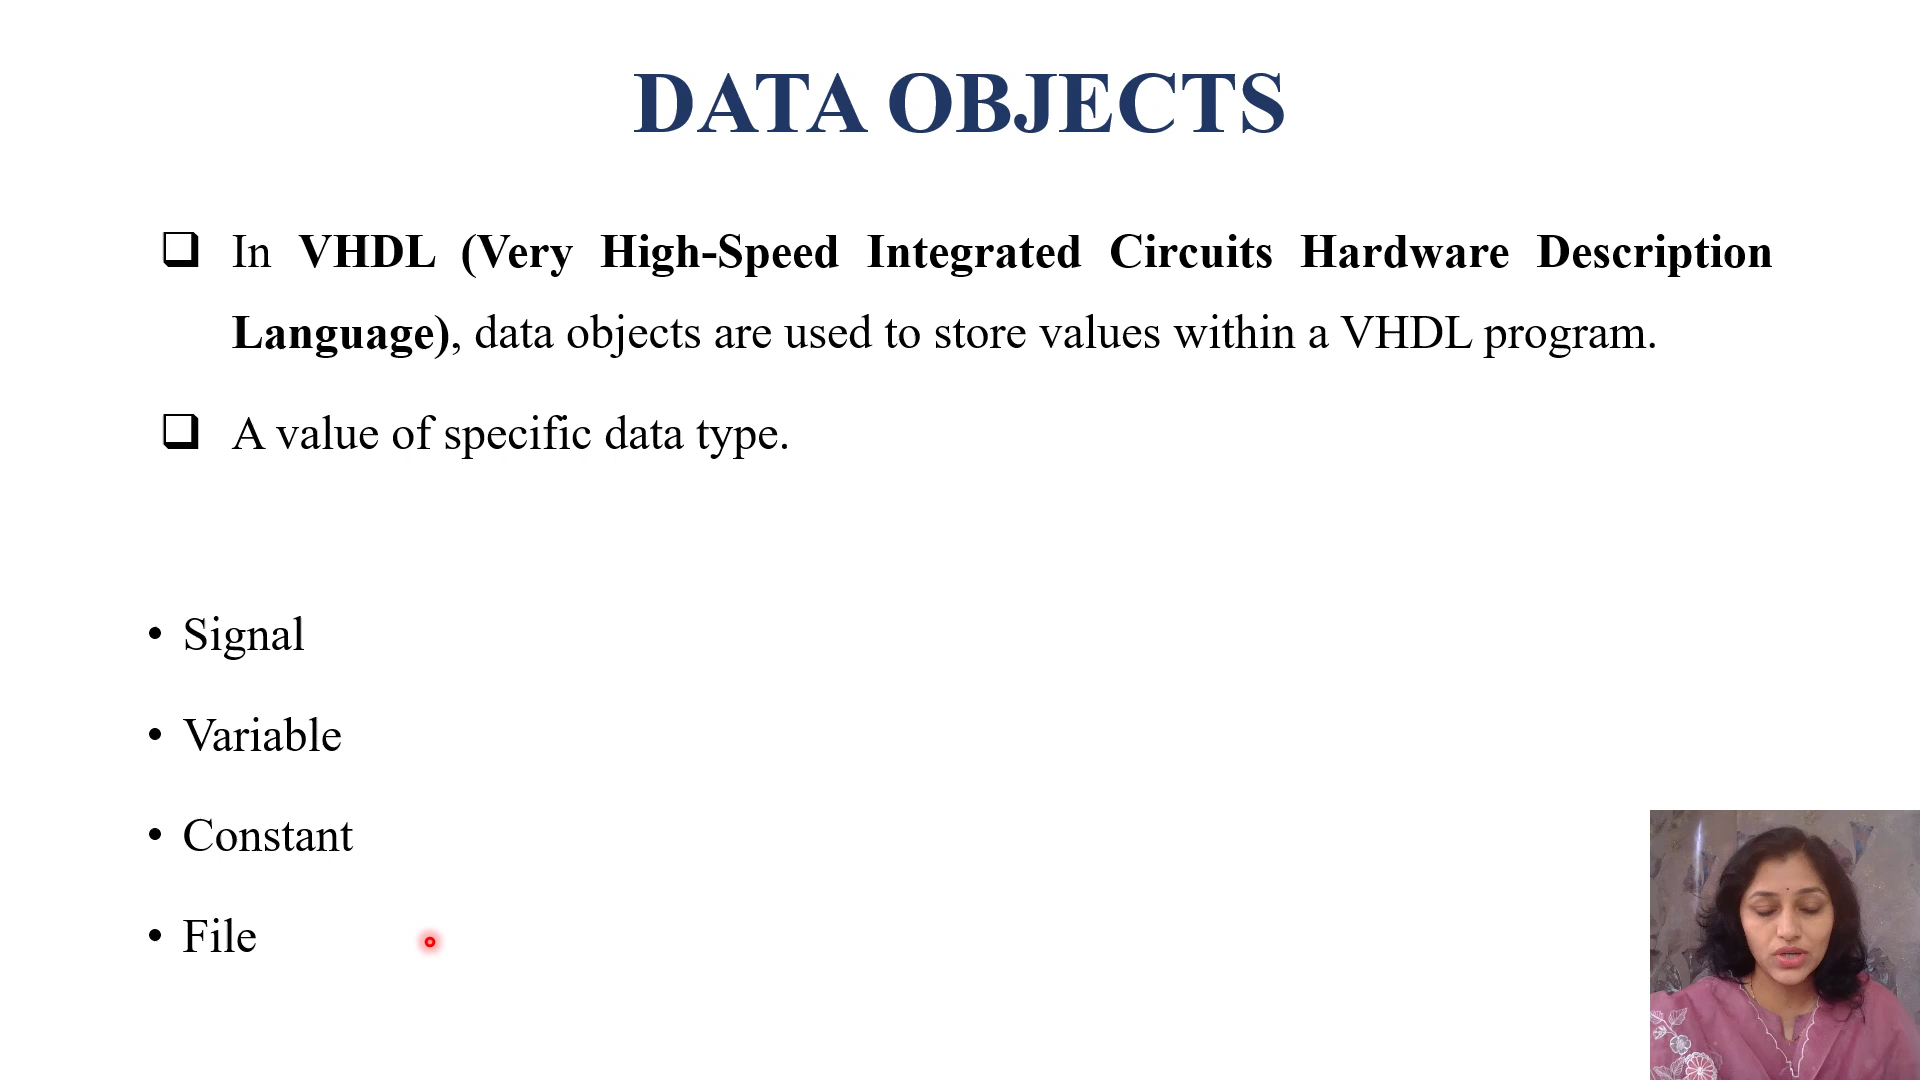 DATA OBJECTS
In VHDL (Very High-Speed Integrated Circuits Hardware Description
Language), data objects are used to store values within a VHDL program.
A value of specific data type.
• Signal
• Variable
• Constant
• File